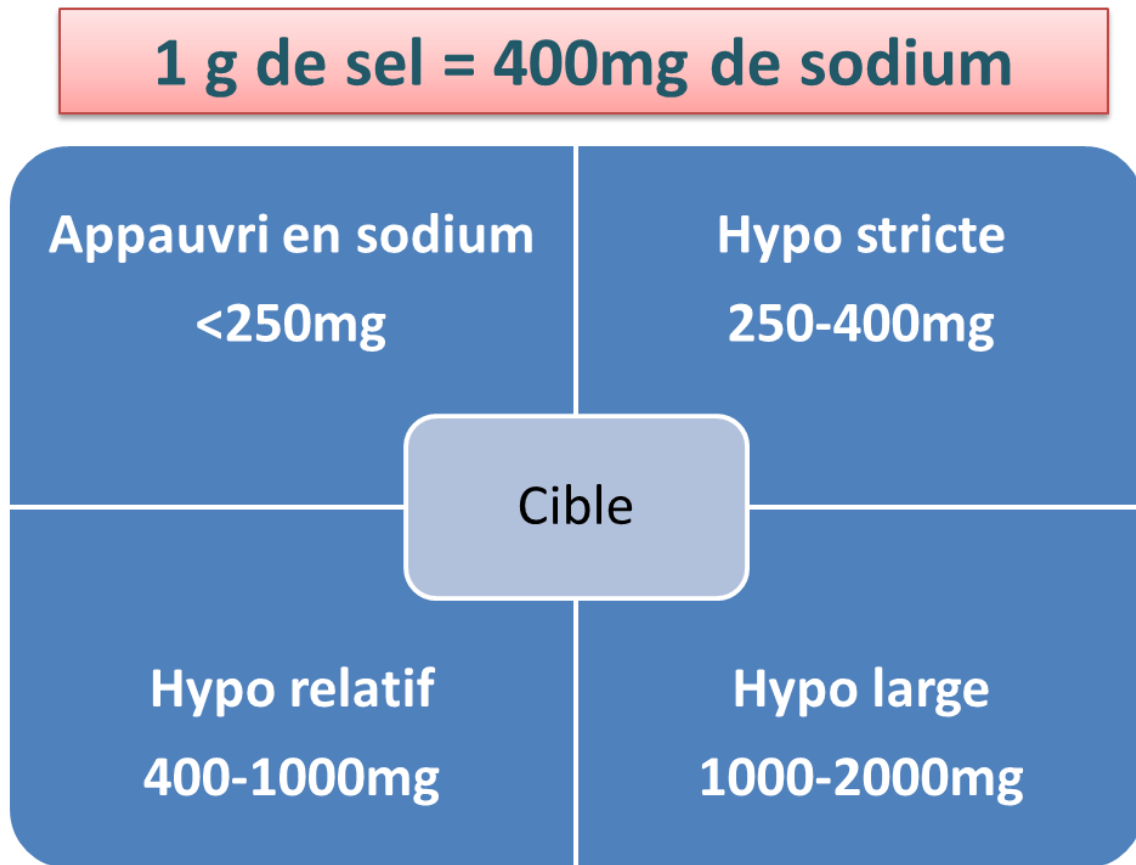 1 g de sel = 400mg de sodium
Appauvri en sodium
<250mg
Hypo stricte
250-400mg
Cible
Hypo relatif
400-1000mg
Hypo large
1000-2000mg